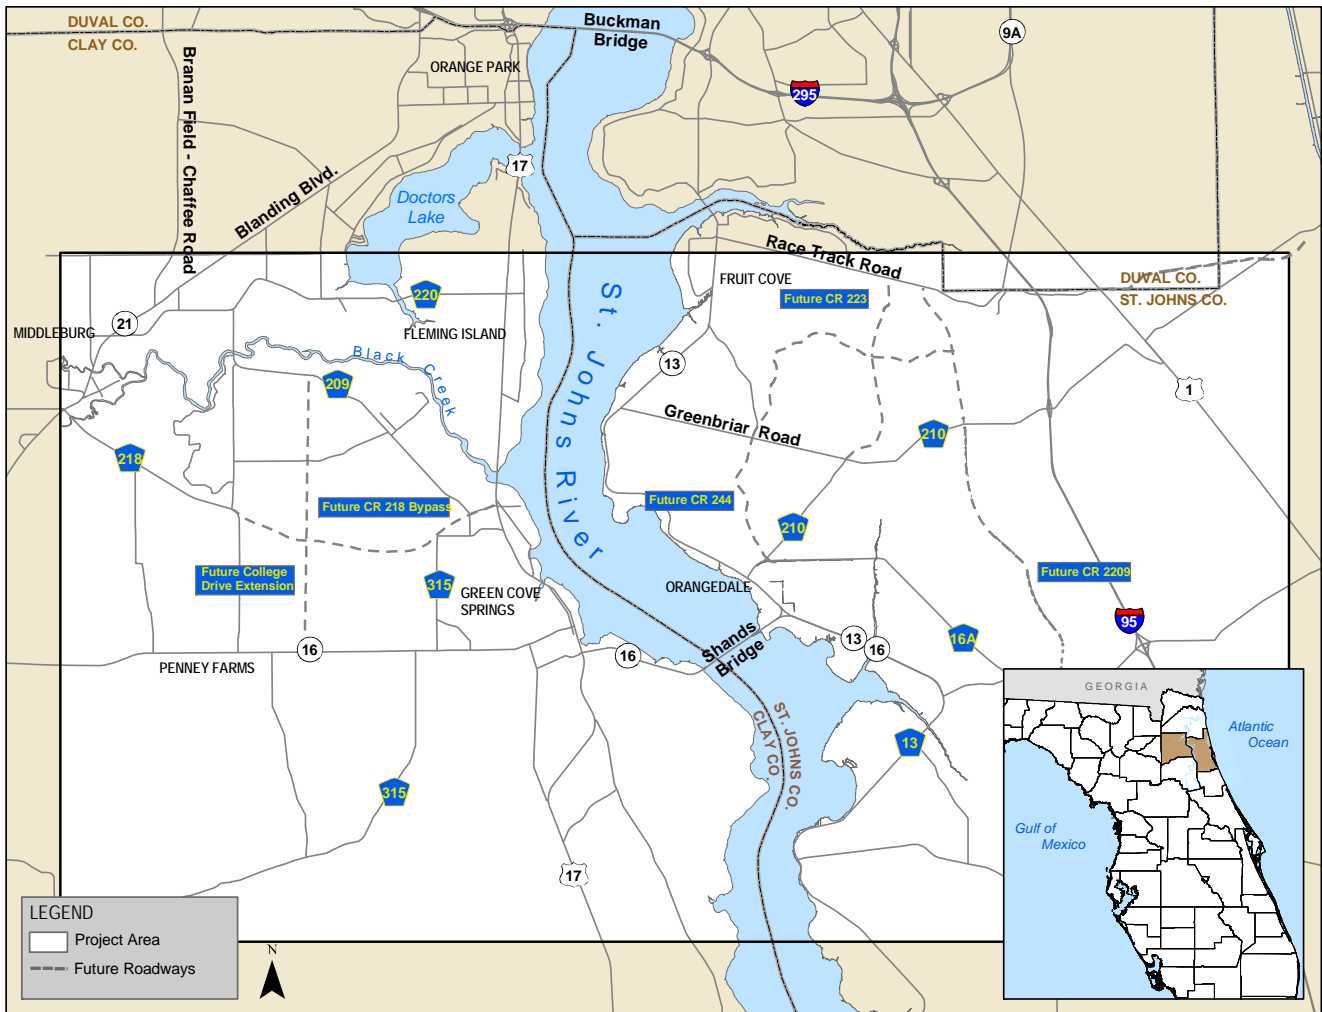 DUVAL CO.
CLAY CO.
Branan Field - Chaffee Road
Blanding Blvd.
ORANGE PARK
Buckman
Bridge
9A
295
17
Doctors
Lake
Race Track Road
FRUIT COVE
DUVAL CO.
ST. JOHNS CO.
Future CR 223
220
FLEMING ISLAND
21
MIDDLEBURG
Black Creek
209
St. Johns River
13
1
Greenbriar Road
210
218
Future CR 218 Bypass
Future CR 244
210
Future College
Drive Extension
315
GREEN COVE
SPRINGS
ORANGEDALE
Future CR 2209
95
Shands
Bridge
13
16
16A
16
16
PENNEY FARMS
ST. JOHNS CO.
CLAY CO.
13
315
17
LEGEND
Project Area
Future Roadways
N
GEORGIA
Atlantic
Ocean
Gulf of
Mexico